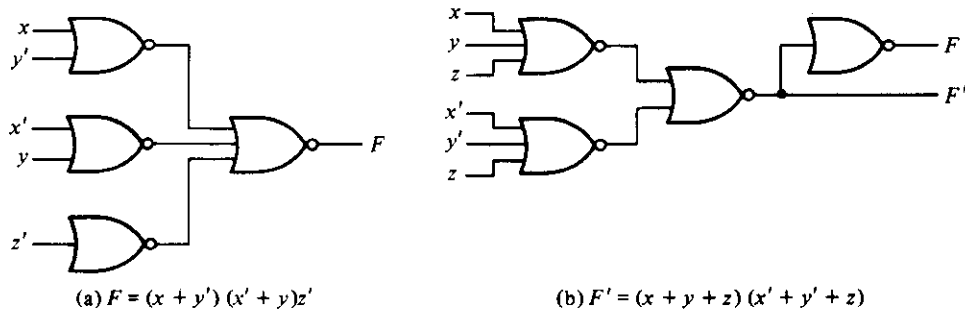 x
y'
x'
y
z'
F
(a) F = (x + y') (x' + y)z'
x
y
z
x'
y'
z
F
F'
(b) F' = (x + y + z) (x' + y' + z)